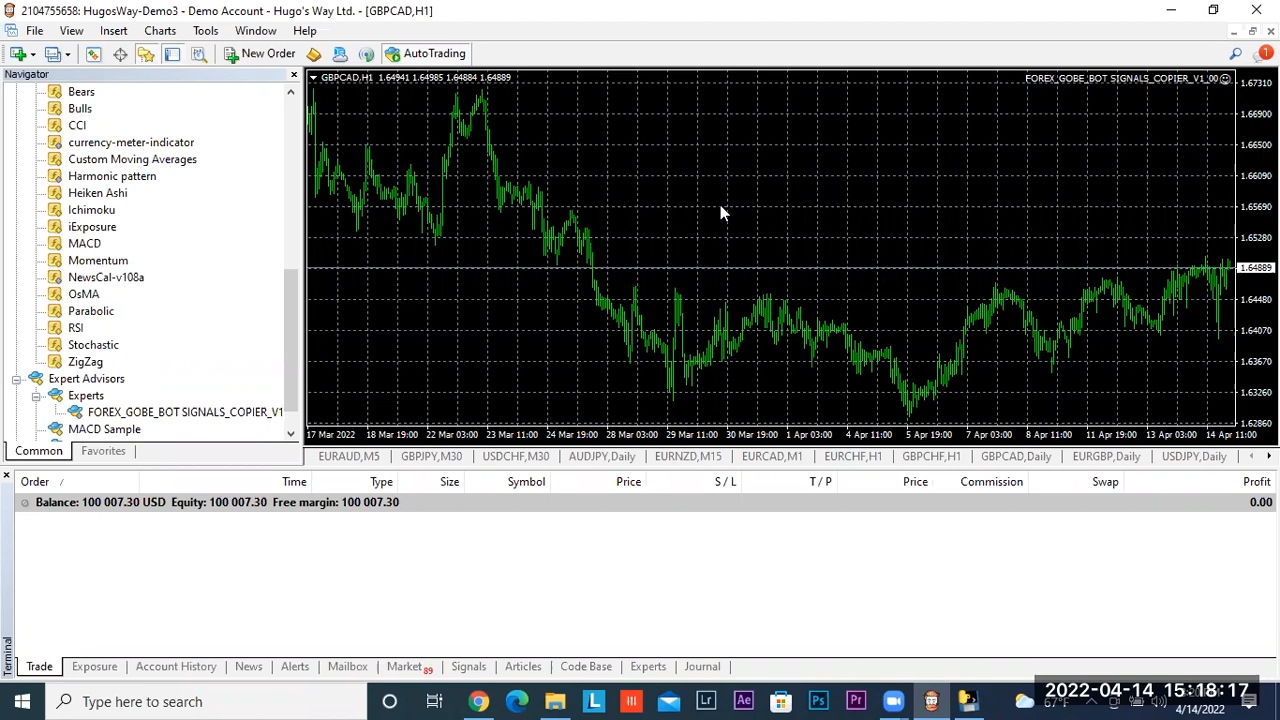 2104755658: HugosWay-Demo3 - Demo Account - Hugo's Way Ltd. - [GBPCAD,H1]
File View Insert Charts Tools Window Help
New Order AutoTrading 1
Navigator
Bears
Bulls
CCI
currency-meter-indicator
Custom Moving Averages
Harmonic pattern
Heiken Ashi
Ichimoku
iExposure
MACD
Momentum
NewsCal-v108a
OsMA
Parabolic
RSI
Stochastic
ZigZag
Expert Advisors
Experts
FOREX_GOBE_BOT SIGNALS_COPIER_V1
MACD Sample
Common Favorites
GBPCAD,H1 1.64941 1.64985 1.64884 1.64889
FOREX_GOBE_BOT SIGNALS_COPIER_V1_00
1.67310
1.66900
1.66500
1.66090
1.65690
1.65280
1.64889
1.64480
1.64070
1.63670
1.63260
1.62860
17 Mar 2022 18 Mar 19:00 22 Mar 03:00 23 Mar 11:00 24 Mar 19:00 28 Mar 03:00 29 Mar 11:00 30 Mar 19:00 1 Apr 03:00 4 Apr 11:00 5 Apr 19:00 7 Apr 03:00 8 Apr 11:00 11 Apr 19:00 13 Apr 03:00 14 Apr 11:00
EURAUD,M5 GBPJPY,M30 USDCHF,M30 AUDJPY,Daily EURNZD,M15 EURCAD,M1 EURCHF,H1 GBPCHF,H1 GBPCAD,Daily EURGBP,Daily USDJPY,Daily
Order / Time Type Size Symbol Price S / L T / P Price Commission Swap Profit
Balance: 100 007.30 USD Equity: 100 007.30 Free margin: 100 007.30 0.00
Terminal
Trade Exposure Account History News Alerts Mailbox Market 89 Signals Articles Code Base Experts Journal
Type here to search
Lr Ae Ps Pr
67°F
2022-04-14 15:18:17
4/14/2022